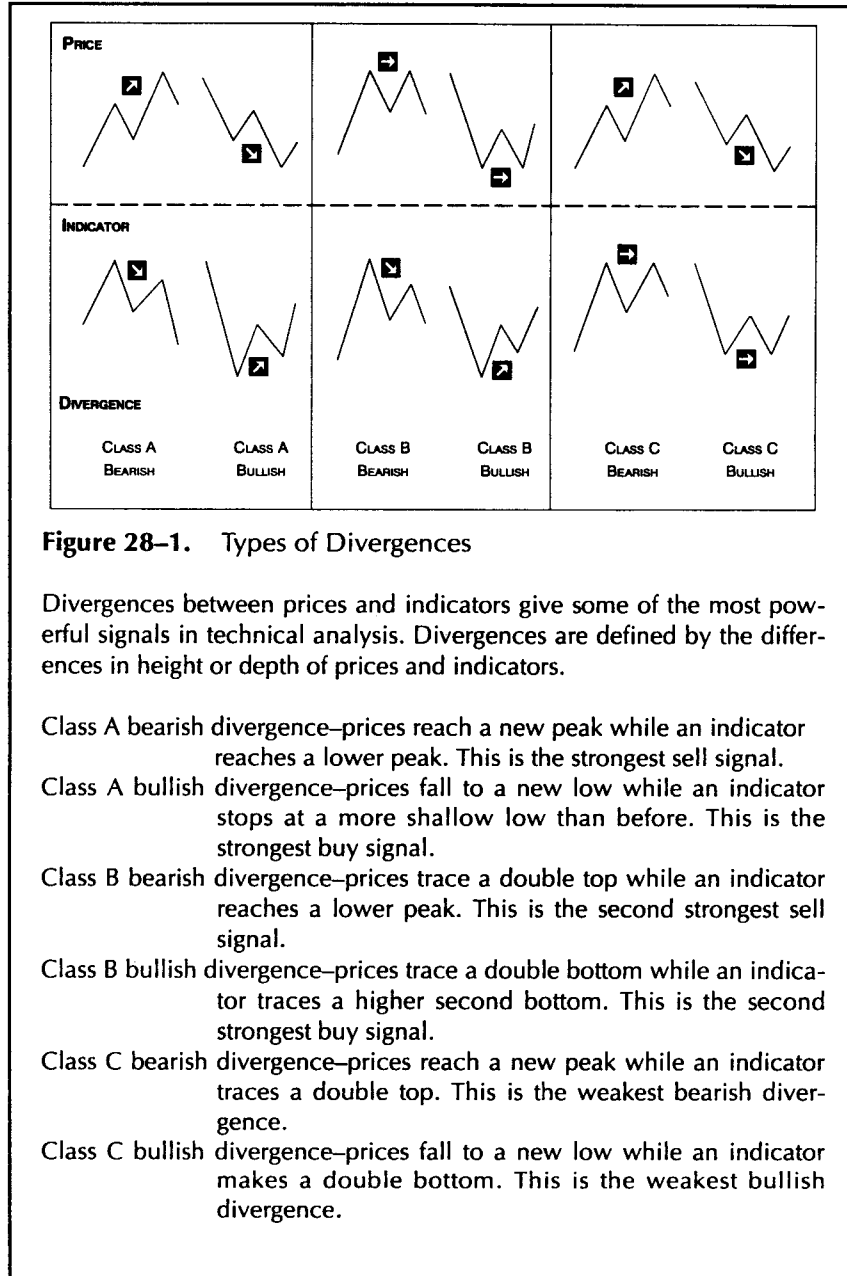 PRICE
INDICATOR
DIVERGENCE
CLASS A CLASS A CLASS B CLASS B CLASS C CLASS C
BEARISH BULLISH BEARISH BULLISH BEARISH BULLISH
Figure 28–1. Types of Divergences
Divergences between prices and indicators give some of the most pow-
erful signals in technical analysis. Divergences are defined by the differ-
ences in height or depth of prices and indicators.
Class A bearish divergence–prices reach a new peak while an indicator
reaches a lower peak. This is the strongest sell signal.
Class A bullish divergence–prices fall to a new low while an indicator
stops at a more shallow low than before. This is the
strongest buy signal.
Class B bearish divergence–prices trace a double top while an indicator
reaches a lower peak. This is the second strongest sell
signal.
Class B bullish divergence–prices trace a double bottom while an indica-
tor traces a higher second bottom. This is the second
strongest buy signal.
Class C bearish divergence–prices reach a new peak while an indicator
traces a double top. This is the weakest bearish diver-
gence.
Class C bullish divergence–prices fall to a new low while an indicator
makes a double bottom. This is the weakest bullish
divergence.